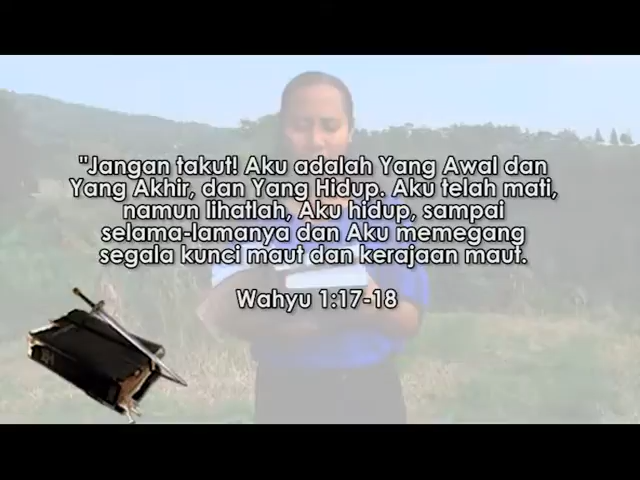 "Jangan takut! Aku adalah Yang Awal dan
Yang Akhir, dan Yang Hidup. Aku telah mati,
namun lihatlah, Aku hidup, sampai
selama-lamanya dan Aku memegang
segala kunci maut dan kerajaan maut.
Wahyu 1:17-18